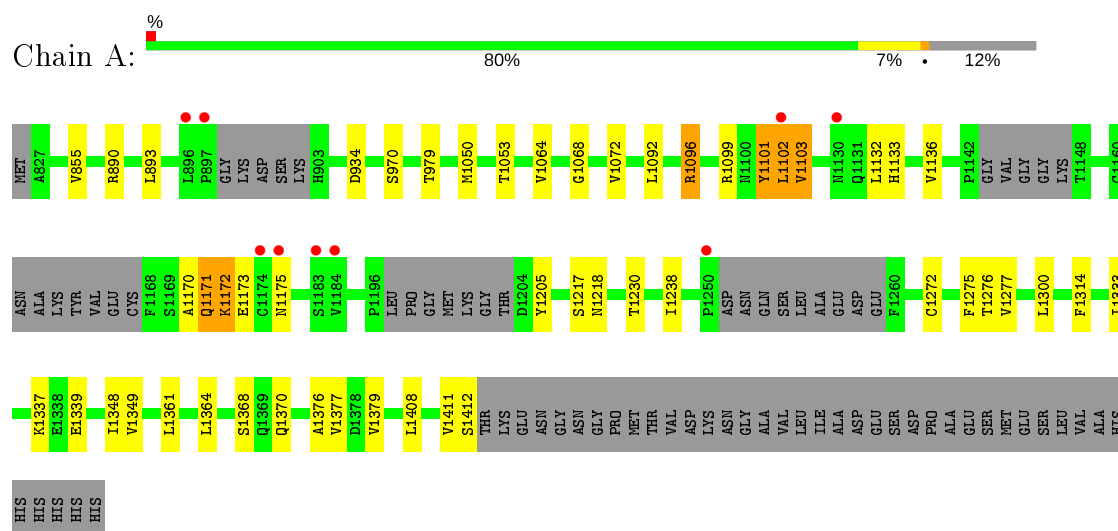 %
Chain A:
80% 7% • 12%
MET A827 V855 R890 L893 L896 P897 GLY LYS ASP SER LYS H903 D934 S970 T979 M1050 T1053 V1064 G1068 V1072 L1092 R1096 R1099 N1100 Y1101 L1102 V1103 N1130 Q1131 L1132 H1133 V1136 P1142 GLY VAL GLY GLY LYS T1148 C1160
ASN ALA LYS TYR VAL GLU CYS F1168 S1169 A1170 Q1171 K1172 E1173 C1174 N1175 S1183 V1184 P1196 LEU PRO GLY MET LYS GLY THR D1204 Y1205 S1217 N1218 T1230 I1238 P1250 ASP ASN GLN SER LEU ALA GLU ASP GLU F1260 C1272 F1275 T1276 V1277 L1300 F1314
K1337 E1338 E1339 I1348 V1349 L1361 L1364 S1368 Q1369 Q1370 A1376 V1377 D1378 V1379 L1408 V1411 S1412 THR LYS GLU ASN GLY ASN GLY PRO MET THR VAL ASP LYS ASN GLY ALA VAL LEU ILE ALA ASP GLU SER ASP PRO ALA GLU SER MET GLU SER LEU VAL ALA HIS
HIS HIS HIS HIS HIS